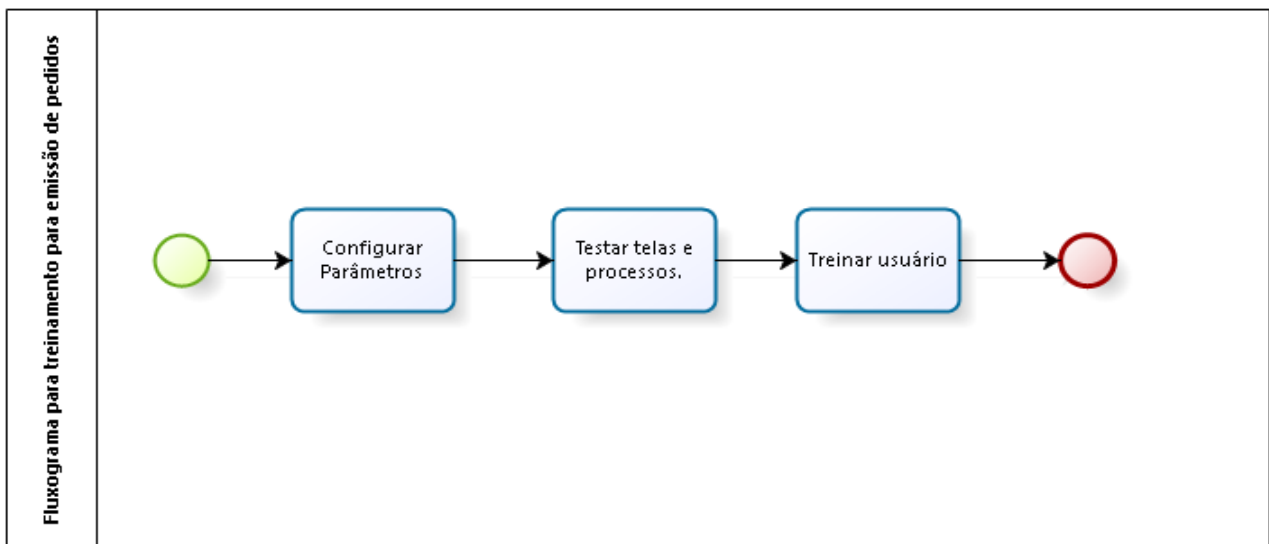 Fluxograma para treinamento para emissão de pedidos
Configurar
Parâmetros
Testar telas e
processos.
Treinar usuário